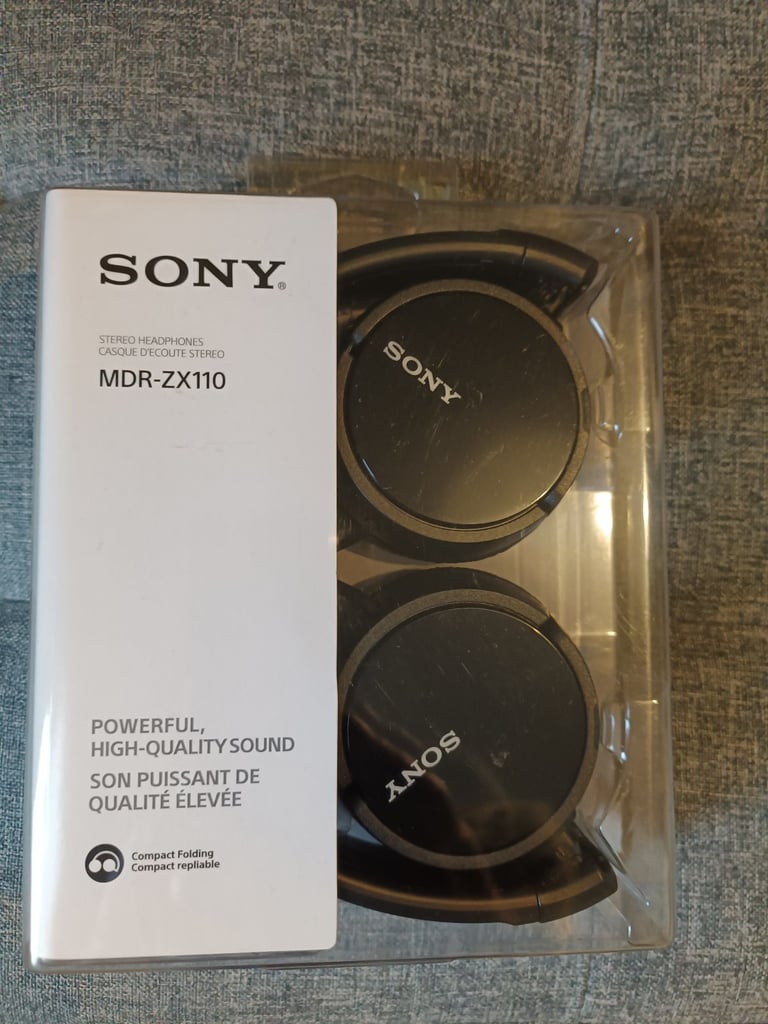 SONY®
STEREO HEADPHONES
CASQUE D'ECOUTE STEREO
MDR-ZX110
POWERFUL,
HIGH-QUALITY SOUND
SON PUISSANT DE
QUALITÉ ÉLEVÉE
Compact Folding
Compact repliable
SONY
SONY